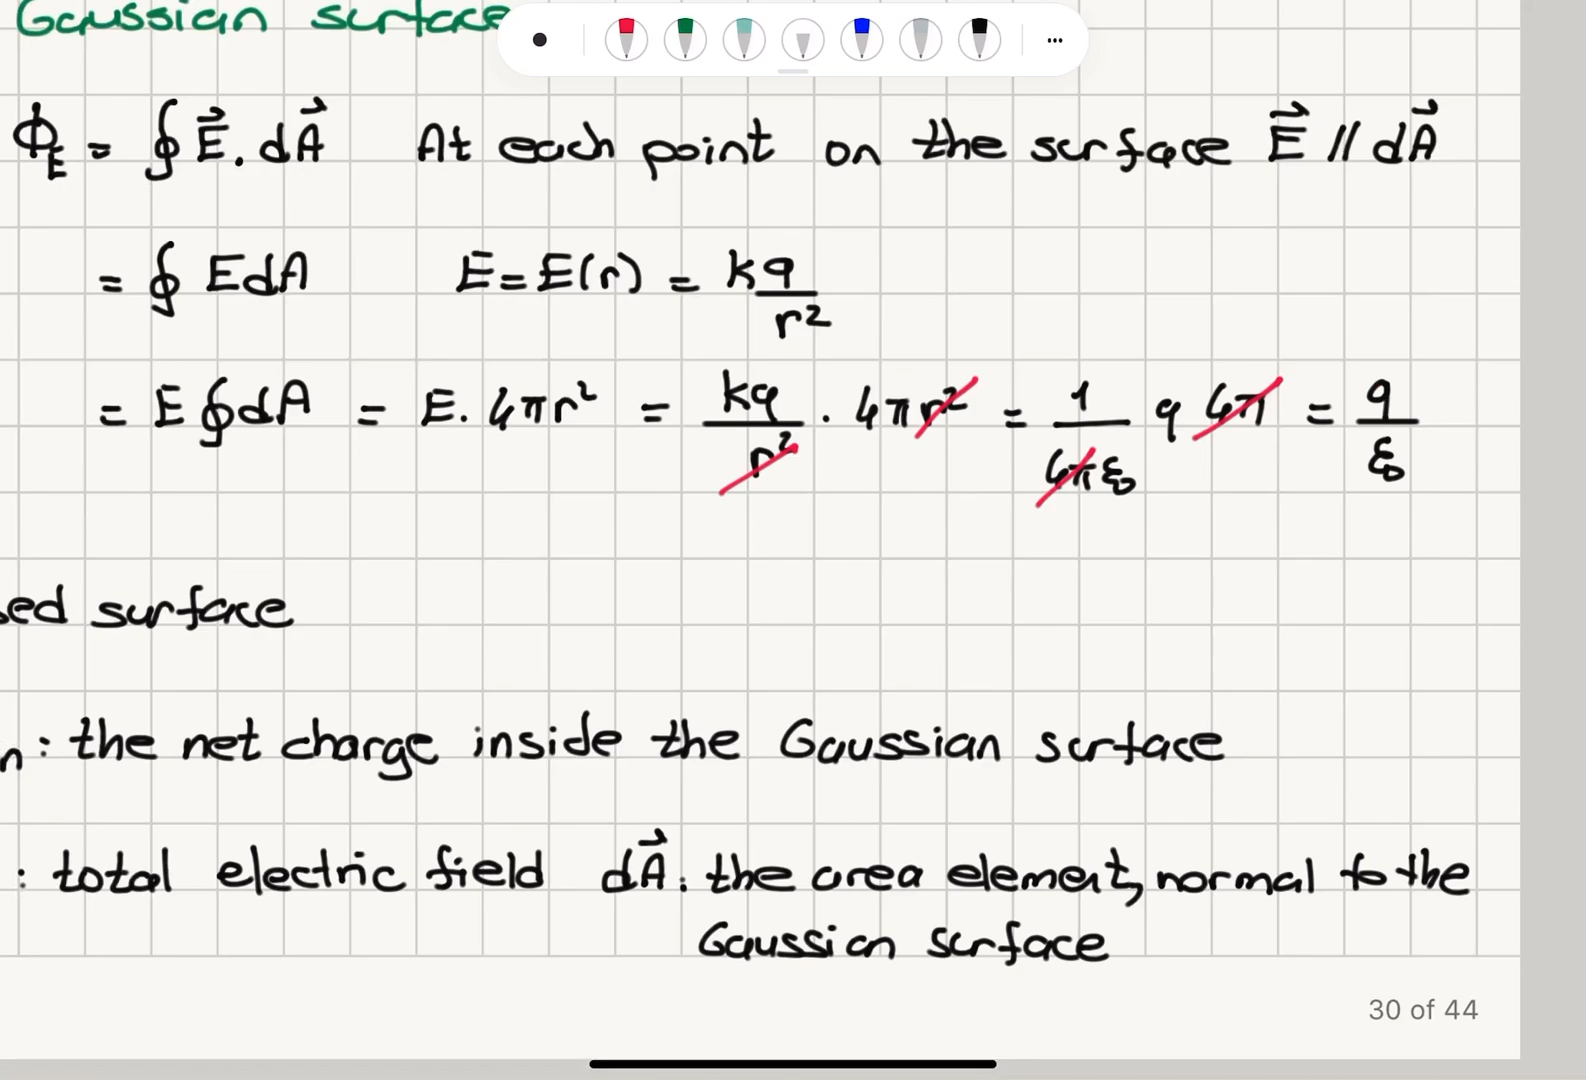 Gaussian surface
Φ_E = ∮ E⃗ . dA⃗ At each point on the surface E⃗ // dA⃗
= ∮ E dA E = E(r) = kq/r²
= E ∮ dA = E . 4πr² = kq/r² . 4πr² = 1/4πε₀ q 4π = q/ε₀
sed surface
n : the net charge inside the Gaussian surface
: total electric field dA⃗ : the area element, normal to the
Gaussian surface
30 of 44